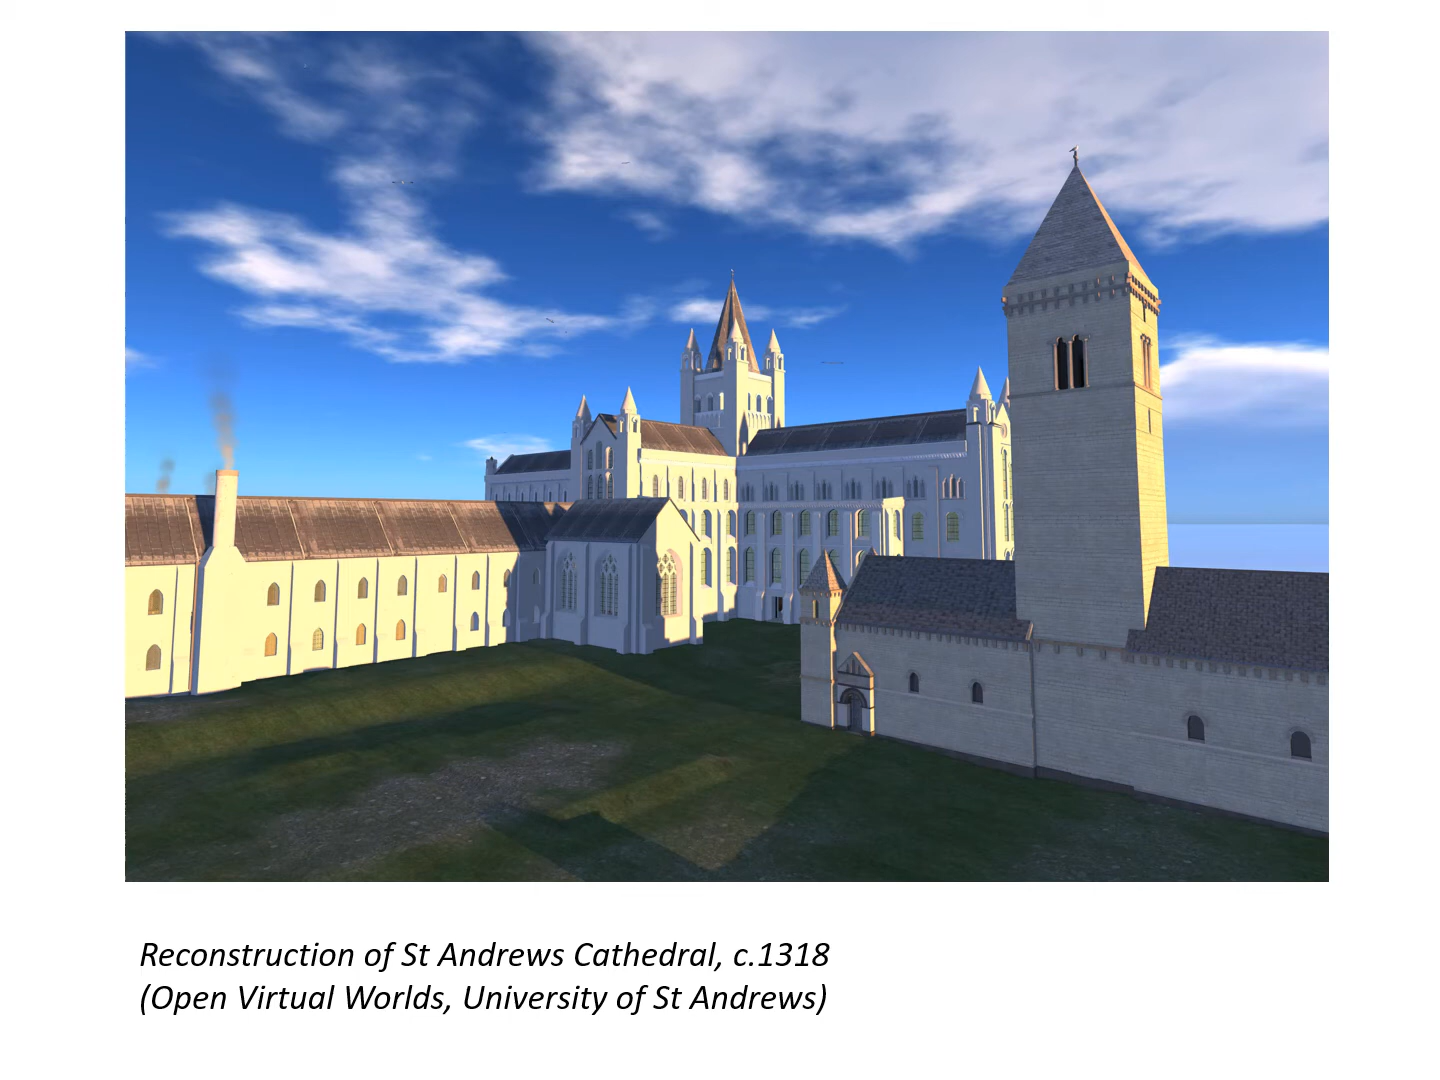 Reconstruction of St Andrews Cathedral, c.1318
(Open Virtual Worlds, University of St Andrews)